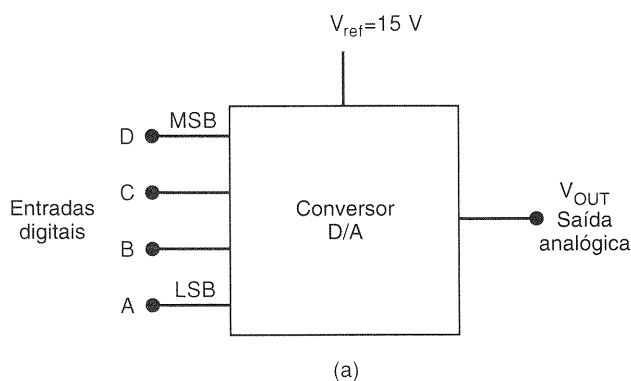 V_ref=15 V
D
MSB
C
Entradas
digitais
B
A
LSB
Conversor
D/A
V_OUT
Saída
analógica
(a)